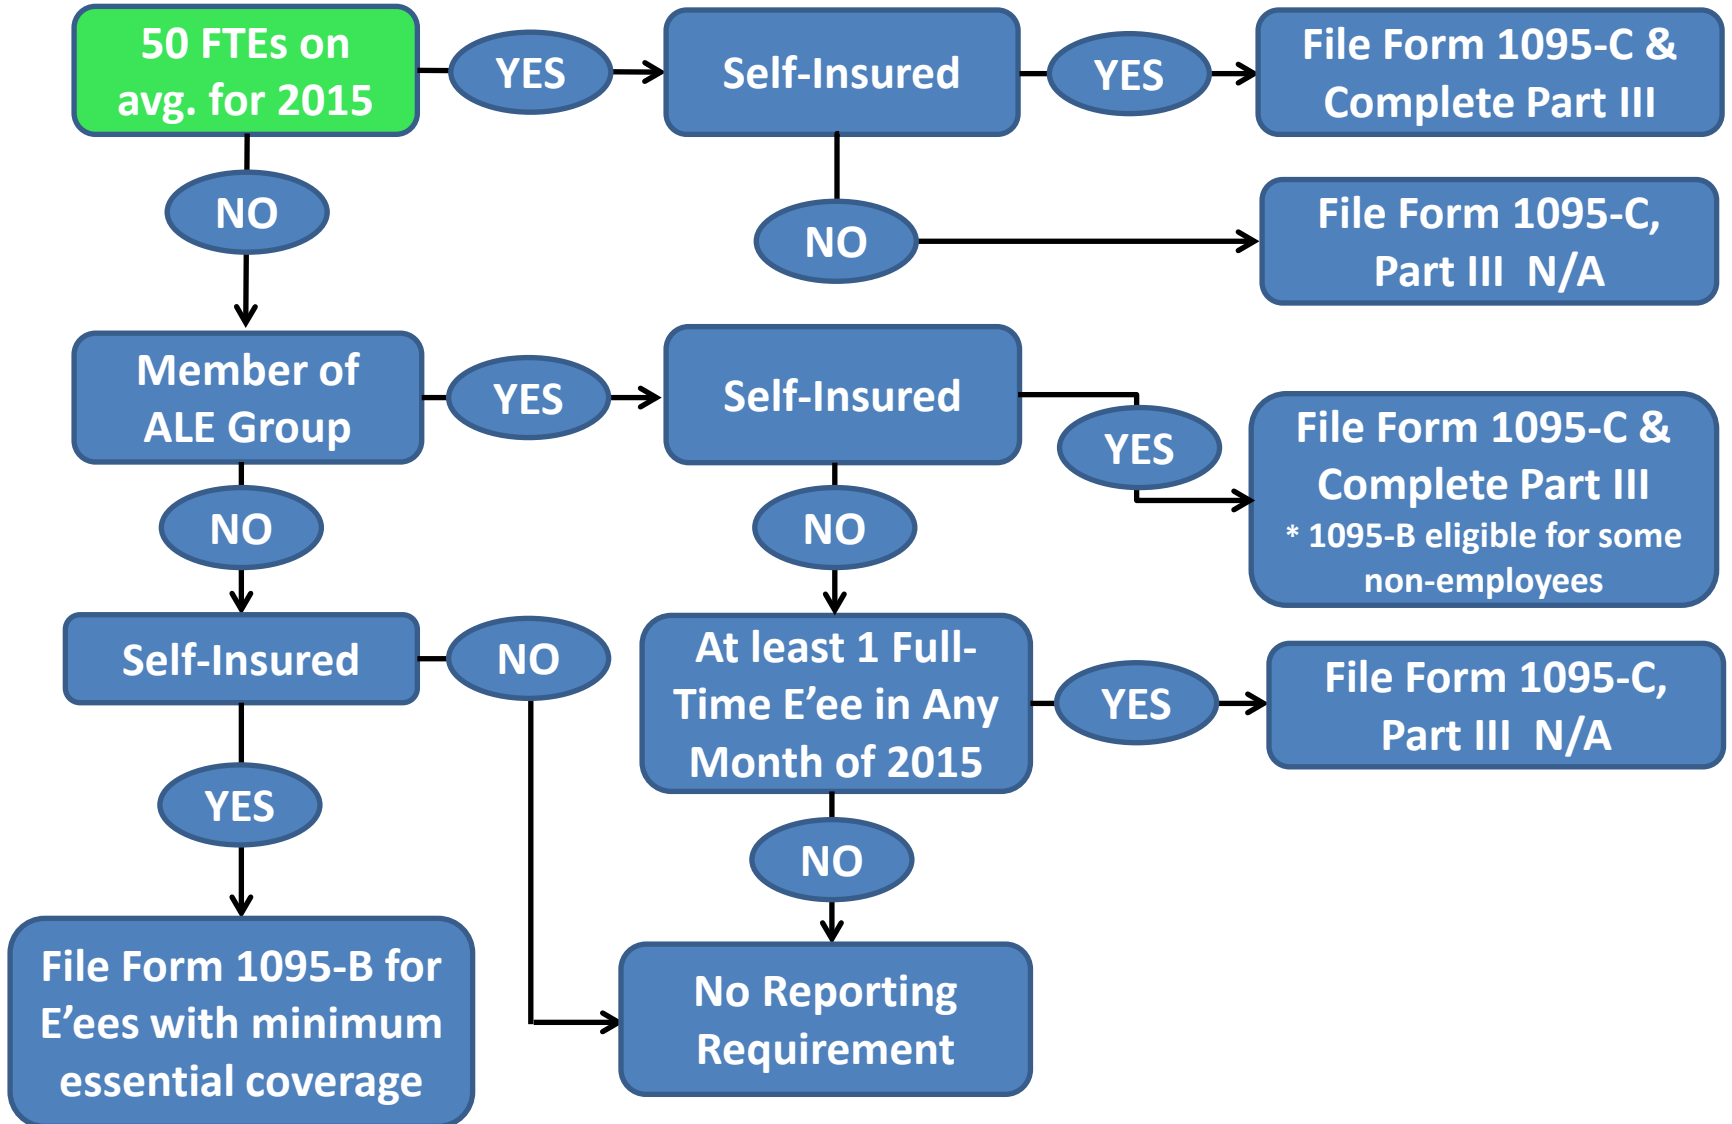 50 FTEs on
avg. for 2015
YES
Self-Insured
YES
File Form 1095-C &
Complete Part III
NO
NO
File Form 1095-C,
Part III N/A
Member of
ALE Group
YES
Self-Insured
YES
File Form 1095-C &
Complete Part III
* 1095-B eligible for some
non-employees
NO
NO
Self-Insured
NO
At least 1 Full-
Time E'ee in Any
Month of 2015
YES
File Form 1095-C,
Part III N/A
YES
NO
File Form 1095-B for
E'ees with minimum
essential coverage
No Reporting
Requirement